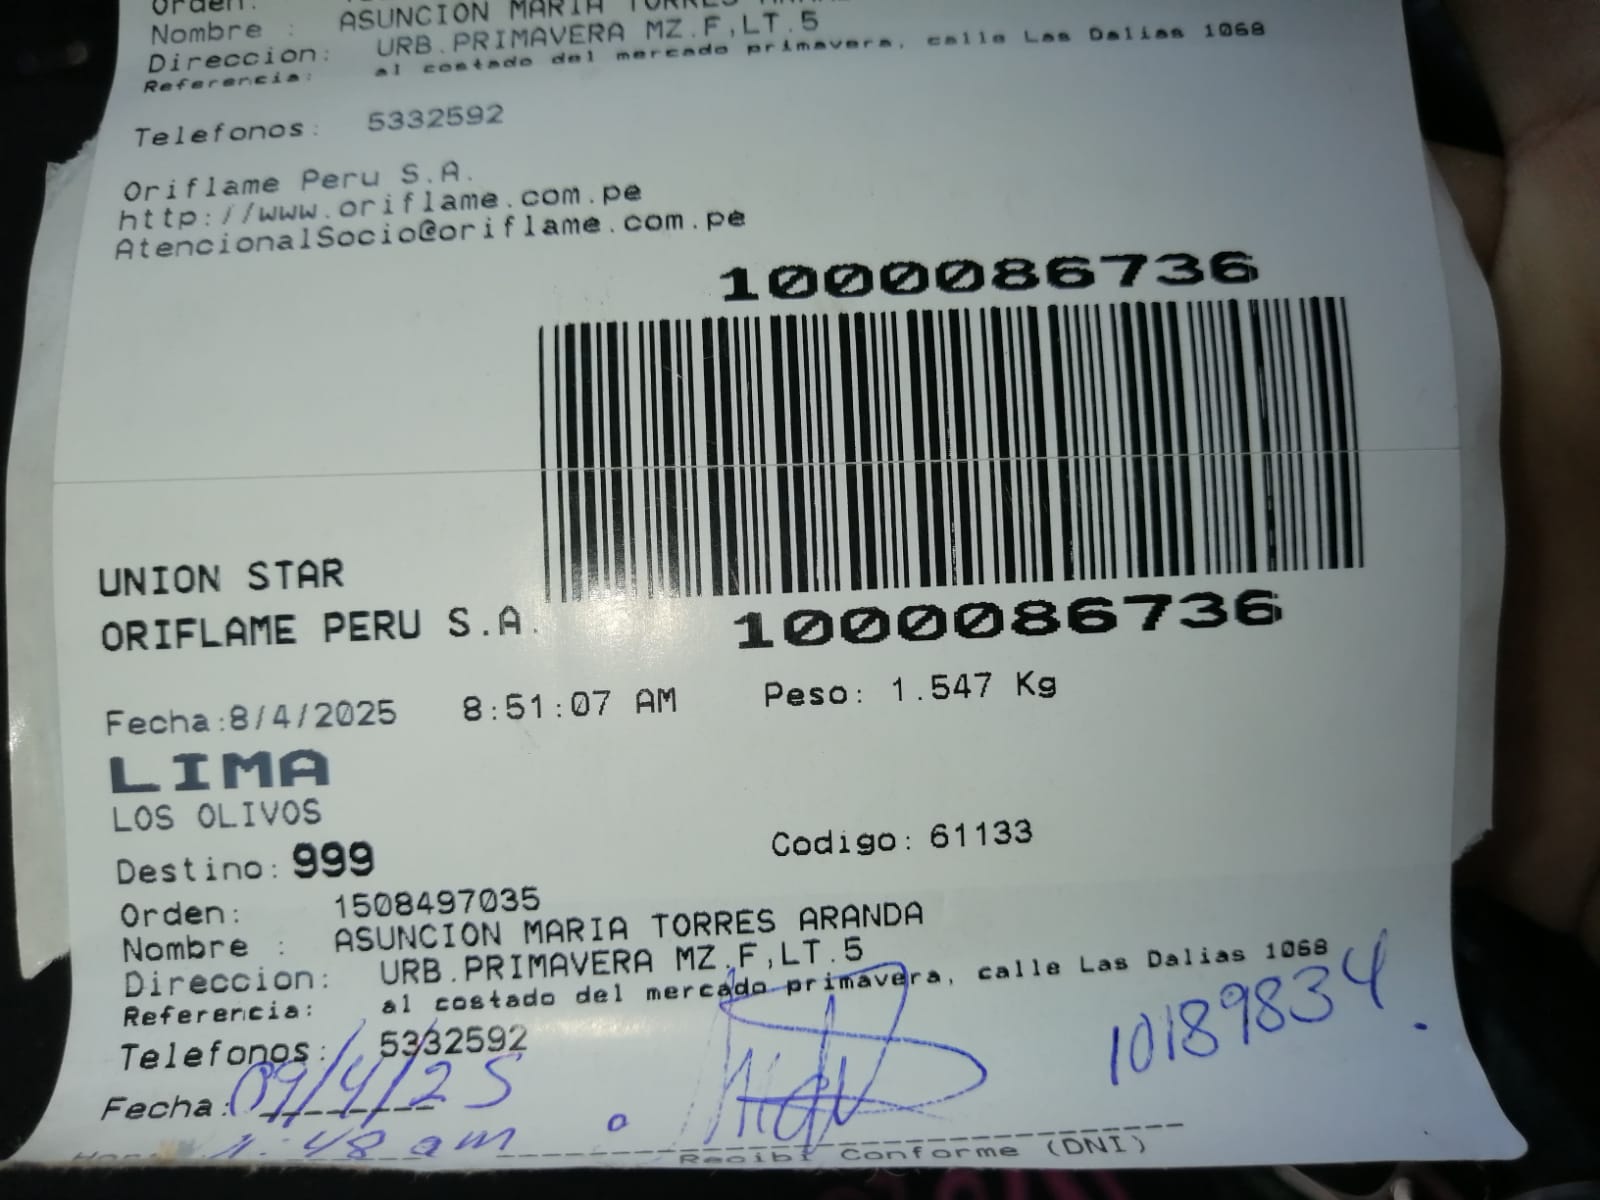 Orden:
Nombre : ASUNCION MARIA TORRES
Direccion: URB.PRIMAVERA MZ.F,LT.5
Referencia: al costado del mercado primavera, calle Las Dalias 1068
Telefonos: 5332592
Oriflame Peru S.A.
http://www.oriflame.com.pe
AtencionalSocio@oriflame.com.pe
1000086736
UNION STAR
ORIFLAME PERU S.A.
1000086736
Fecha:8/4/2025 8:51:07 AM Peso: 1.547 Kg
LIMA
LOS OLIVOS
Destino: 999 Codigo: 61133
Orden: 1508497035
Nombre : ASUNCION MARIA TORRES ARANDA
Direccion: URB.PRIMAVERA MZ.F,LT.5
Referencia: al costado del mercado primavera, calle Las Dalias 1068
Telefonos: 5332592
10189834
Fecha: 09/4/25
:48 am
Recibi Conforme (DNI)